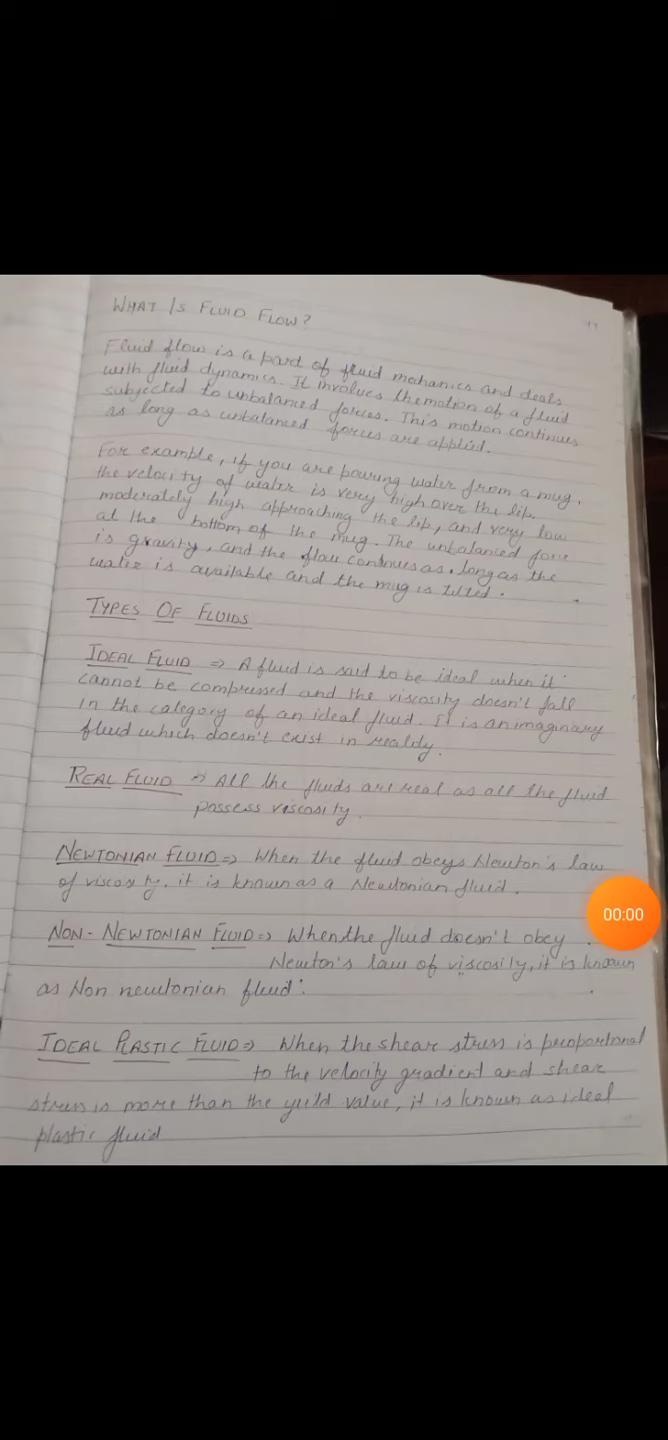 WHAT IS FLUID FLOW?
Fluid flow is a part of fluid mechanics and deals
with fluid dynamics. It involves the motion of a fluid
subjected to unbalanced forces. This motion continues
as long as unbalanced forces are applied.
For example, if you are pouring water from a mug,
the velocity of water is very high over the lip,
moderately high approaching the lip, and very low
at the bottom of the mug. The unbalanced force
is gravity, and the flow continues as long as the
water is available and the mug is tilted.
TYPES OF FLUIDS
IDEAL FLUID => A fluid is said to be ideal when it
cannot be compressed and the viscosity doesn't fall
in the category of an ideal fluid. It is an imaginary
fluid which doesn't exist in reality.
REAL FLUID => All the fluids are real as all the fluid
possess viscosity.
NEWTONIAN FLUID => When the fluid obeys Newton's law
of viscosity, it is known as a Newtonian fluid.
00:00
NON-NEWTONIAN FLUID => When the fluid doesn't obey
Newton's law of viscosity, it is known
as Non newtonian fluid.
IDEAL PLASTIC FLUID => When the shear stress is proportional
to the velocity gradient and shear
stress is more than the yield value, it is known as ideal
plastic fluid